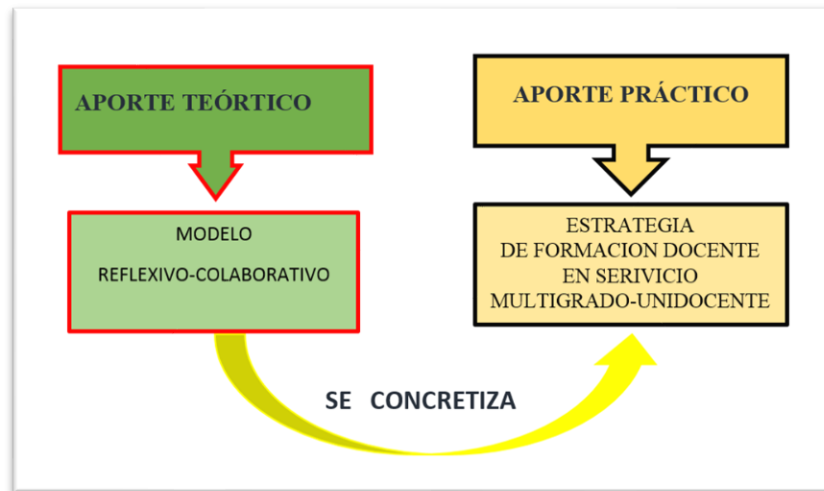 APORTE TEÓRTICO
MODELO
REFLEXIVO-COLABORATIVO
APORTE PRÁCTICO
ESTRATEGIA
DE FORMACION DOCENTE
EN SERIVICIO
MULTIGRADO-UNIDOCENTE
SE CONCRETIZA